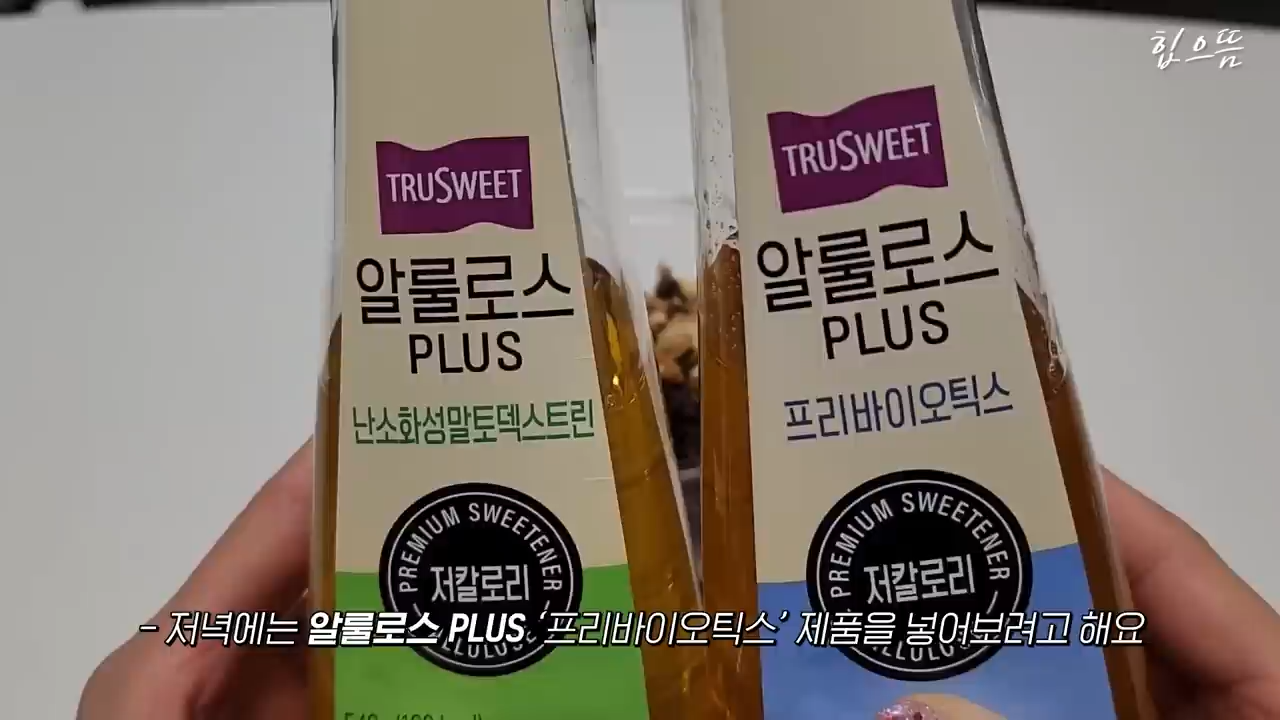 힙으뜸
TRUSWEET
알룰로스
PLUS
난소화성말토덱스트린
PREMIUM SWEETENER
저칼로리
TRUSWEET
알룰로스
PLUS
프리바이오틱스
PREMIUM SWEETENER
저칼로리
- 저녁에는 알룰로스 PLUS ‘프리바이오틱스’ 제품을 넣어보려고 해요